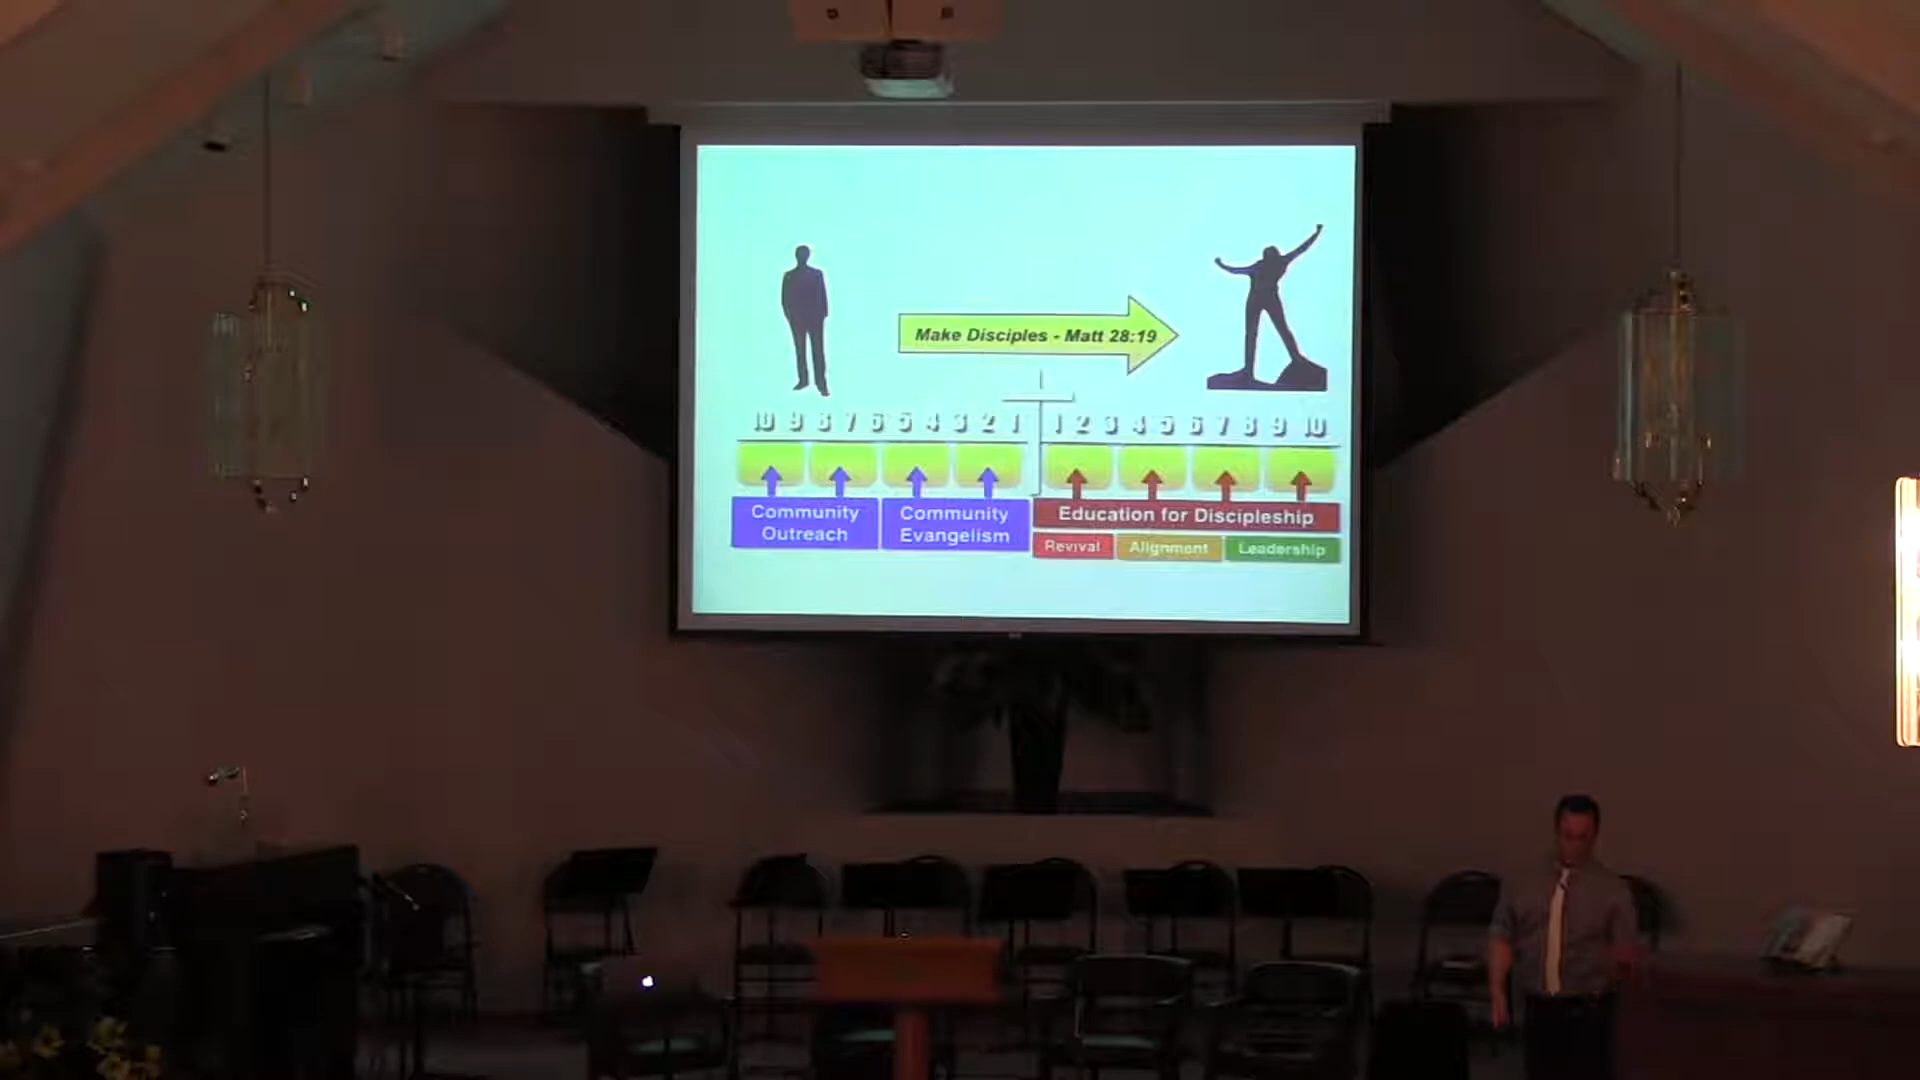 Make Disciples - Matt 28:19
10 9 8 7 6 5 4 3 2 1 1 2 3 4 5 6 7 8 9 10
Community
Outreach
Community
Evangelism
Education for Discipleship
Revival
Alignment
Leadership